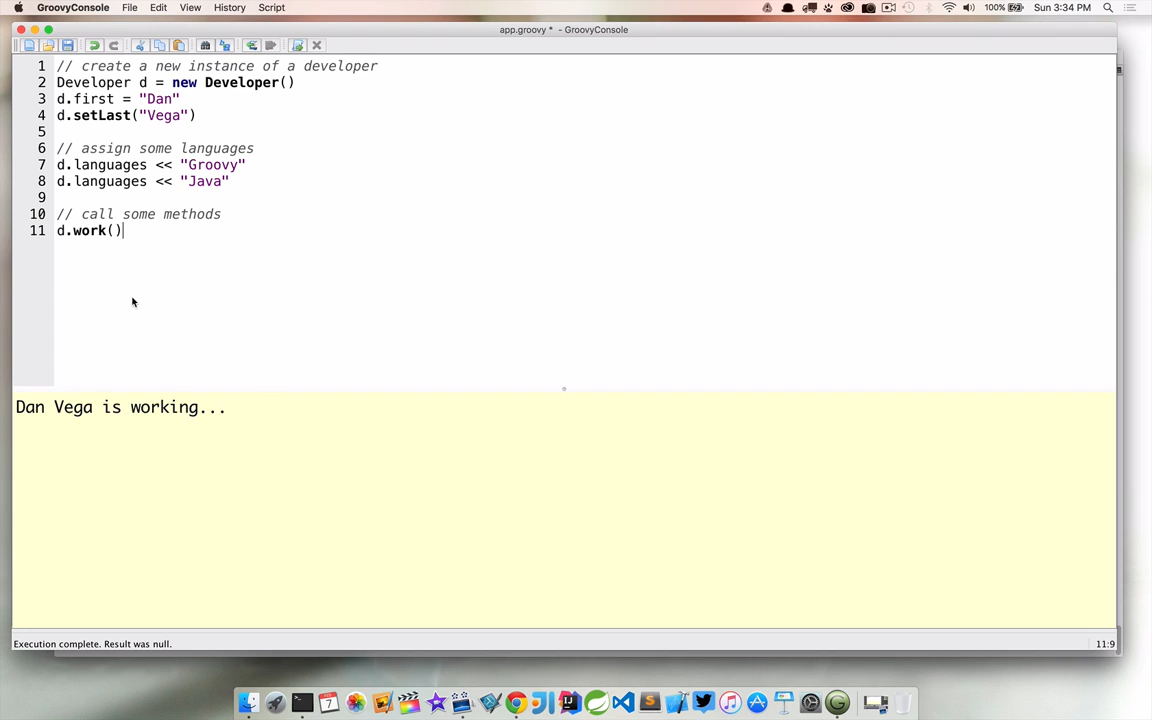 GroovyConsole File Edit View History Script 100% Sun 3:34 PM
app.groovy * - GroovyConsole
1 // create a new instance of a developer
2 Developer d = new Developer()
3 d.first = "Dan"
4 d.setLast("Vega")
5
6 // assign some languages
7 d.languages << "Groovy"
8 d.languages << "Java"
9
10 // call some methods
11 d.work()
Dan Vega is working...
Execution complete. Result was null. 11:9
FEB
7